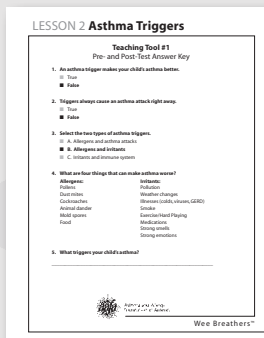 LESSON 2 Asthma Triggers
Teaching Tool #1
Pre- and Post-Test Answer Key
1. An asthma trigger makes your child's asthma better.
True
False
2. Triggers always cause an asthma attack right away.
True
False
3. Select the two types of asthma triggers.
A. Allergens and asthma attacks
B. Allergens and irritants
C. Irritants and immune system
4. What are four things that can make asthma worse?
Allergens: Irritants:
Pollens Pollution
Dust mites Weather changes
Cockroaches Illnesses (colds, viruses, GERD)
Animal dander Smoke
Mold spores Exercise/Hard Playing
Food Medications
Strong smells
Strong emotions
5. What triggers your child's asthma?
Wee Breathers™